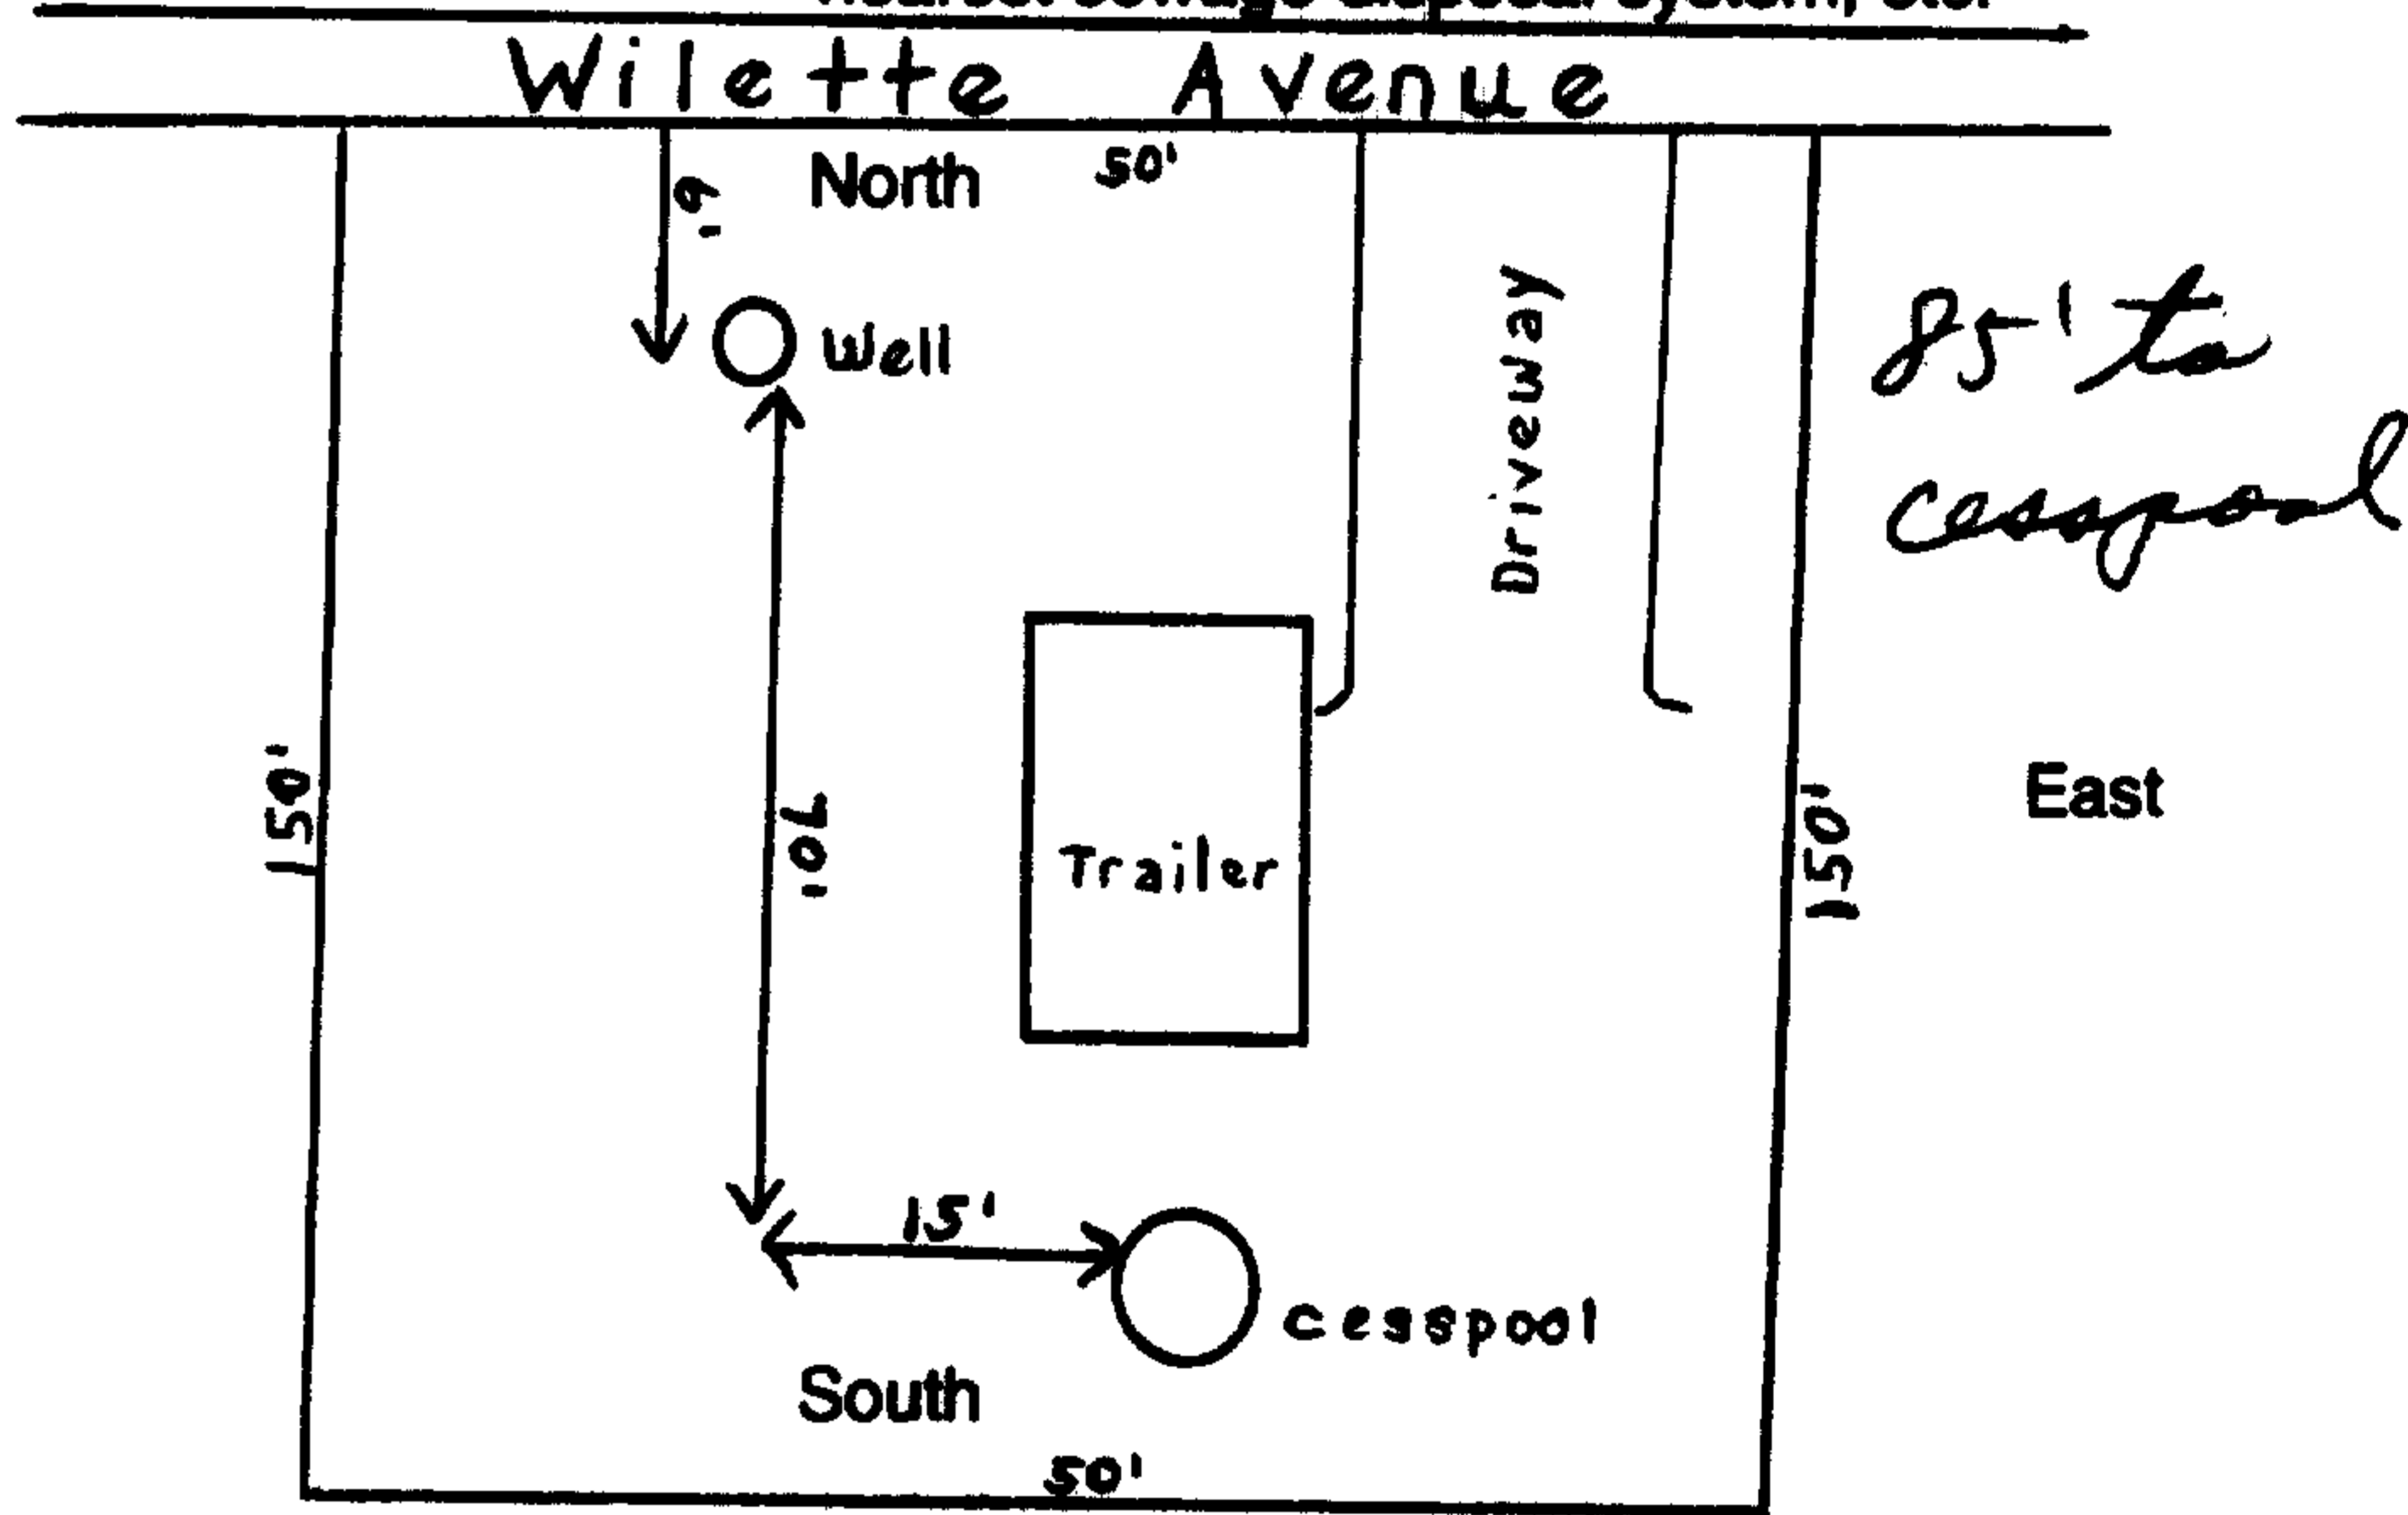 Wilette Avenue
North 50'
6'
Well
Driveway
85' to
cesspool
150'
70'
Trailer
150'
East
15'
cesspool
South
50'